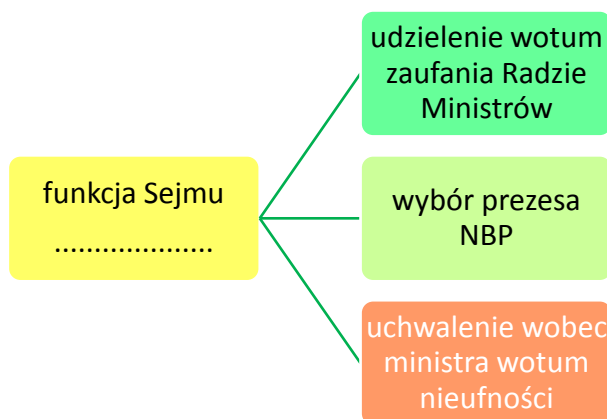 funkcja Sejmu
....................
udzielenie wotum
zaufania Radzie
Ministrów
wybór prezesa
NBP
uchwalenie wobec
ministra wotum
nieufności